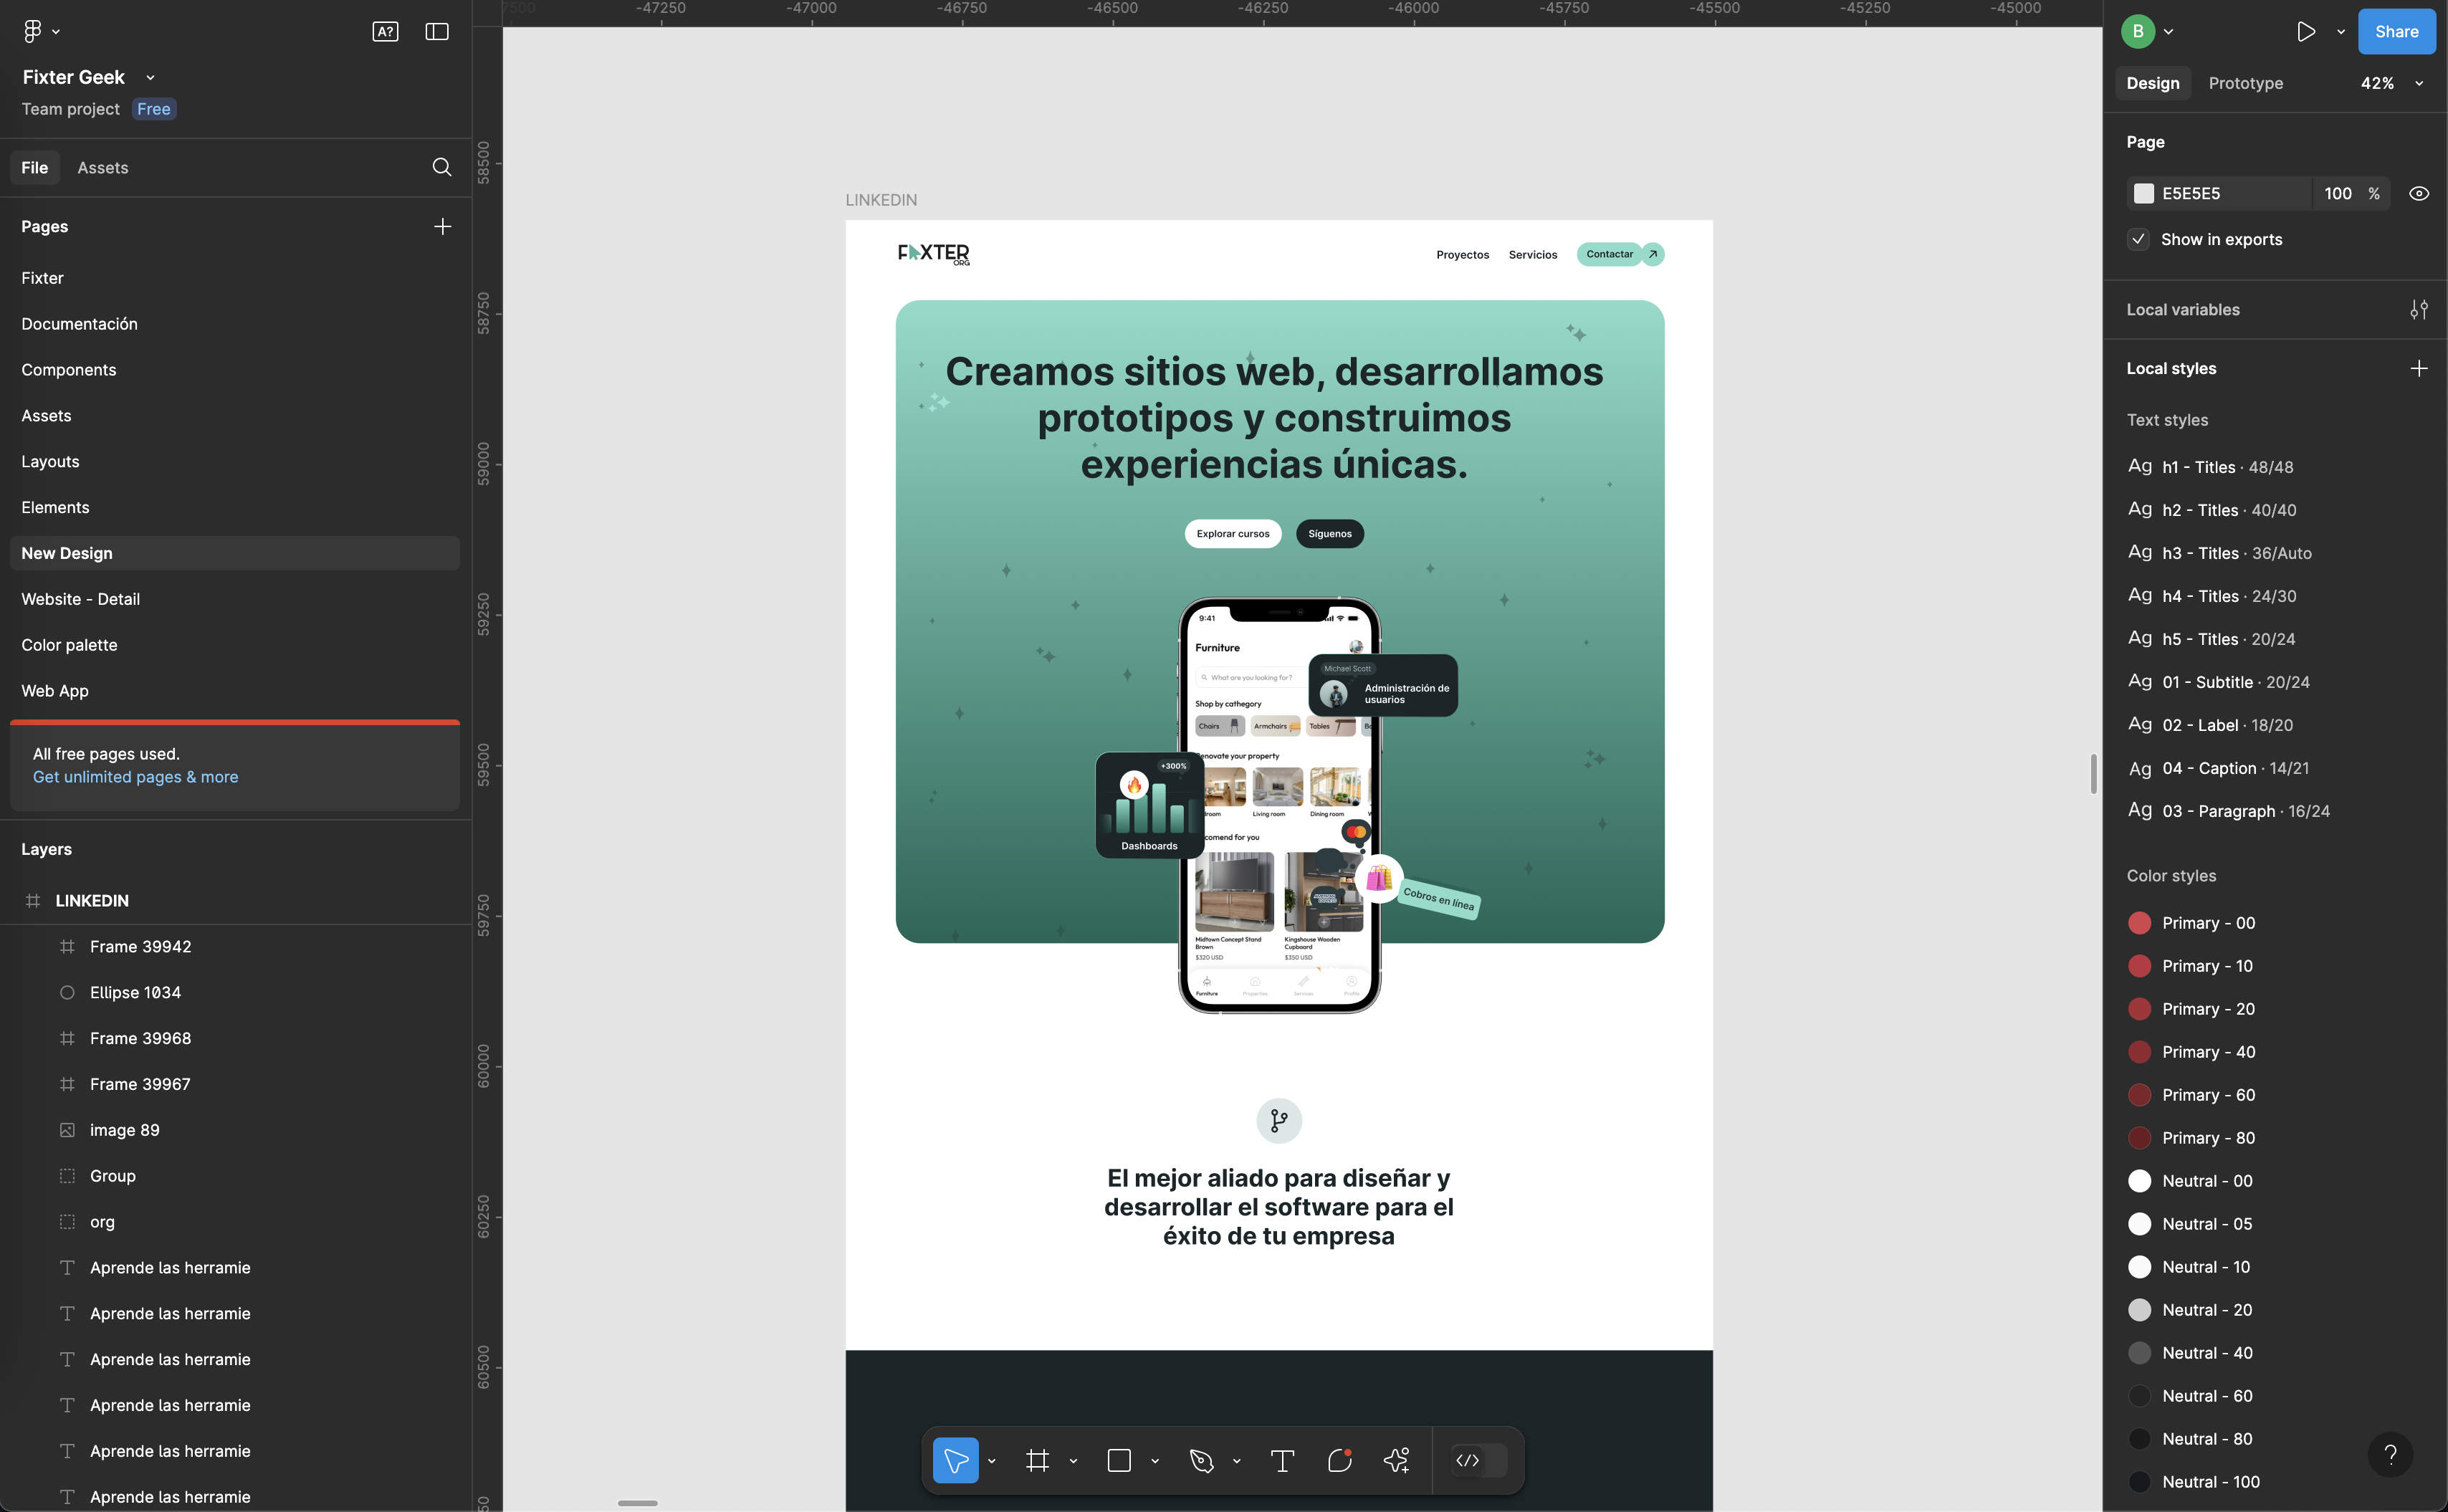 Fixter Geek
Team project Free
File Assets
Pages
Fixter
Documentación
Components
Assets
Layouts
Elements
New Design
Website - Detail
Color palette
Web App
All free pages used.
Get unlimited pages & more
Layers
LINKEDIN
Frame 39942
Ellipse 1034
Frame 39968
Frame 39967
image 89
Group
org
Aprende las herramie
Aprende las herramie
Aprende las herramie
Aprende las herramie
Aprende las herramie
Aprende las herramie
A?
-47250 -47000 -46750 -46500 -46250 -46000 -45750 -45500 -45250 -45000
58500
58750
59000
59250
59500
59750
60000
60250
60500
LINKEDIN
FIXTER
ORG
Proyectos Servicios Contactar
Creamos sitios web, desarrollamos
prototipos y construimos
experiencias únicas.
Explorar cursos Síguenos
9:41
Furniture
What are you looking for?
Michael Scott
Administración de
usuarios
Shop by cathegory
Chairs Armchairs Tables
enovate your property
room Living room Dining room
+300%
Dashboards
comend for you
Cobros en línea
Midtown Concept Stand
Brown
$320 USD
Kingshouse Wooden
Cupboard
$350 USD
Furniture Properties Services Profile
El mejor aliado para diseñar y
desarrollar el software para el
éxito de tu empresa
B
Share
Design Prototype 42%
Page
E5E5E5 100 %
Show in exports
Local variables
Local styles
Text styles
Ag h1 - Titles · 48/48
Ag h2 - Titles · 40/40
Ag h3 - Titles · 36/Auto
Ag h4 - Titles · 24/30
Ag h5 - Titles · 20/24
Ag 01 - Subtitle · 20/24
Ag 02 - Label · 18/20
Ag 04 - Caption · 14/21
Ag 03 - Paragraph · 16/24
Color styles
Primary - 00
Primary - 10
Primary - 20
Primary - 40
Primary - 60
Primary - 80
Neutral - 00
Neutral - 05
Neutral - 10
Neutral - 20
Neutral - 40
Neutral - 60
Neutral - 80
Neutral - 100
?